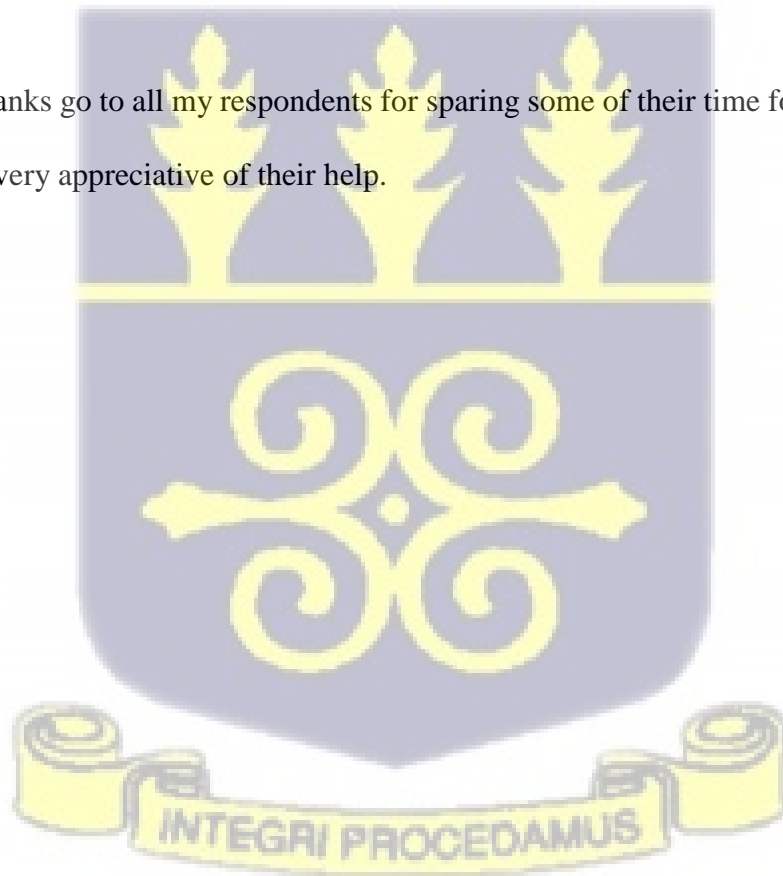 anks go to all my respondents for sparing some of their time fo
very appreciative of their help.
INTEGRI PROCEDAMUS